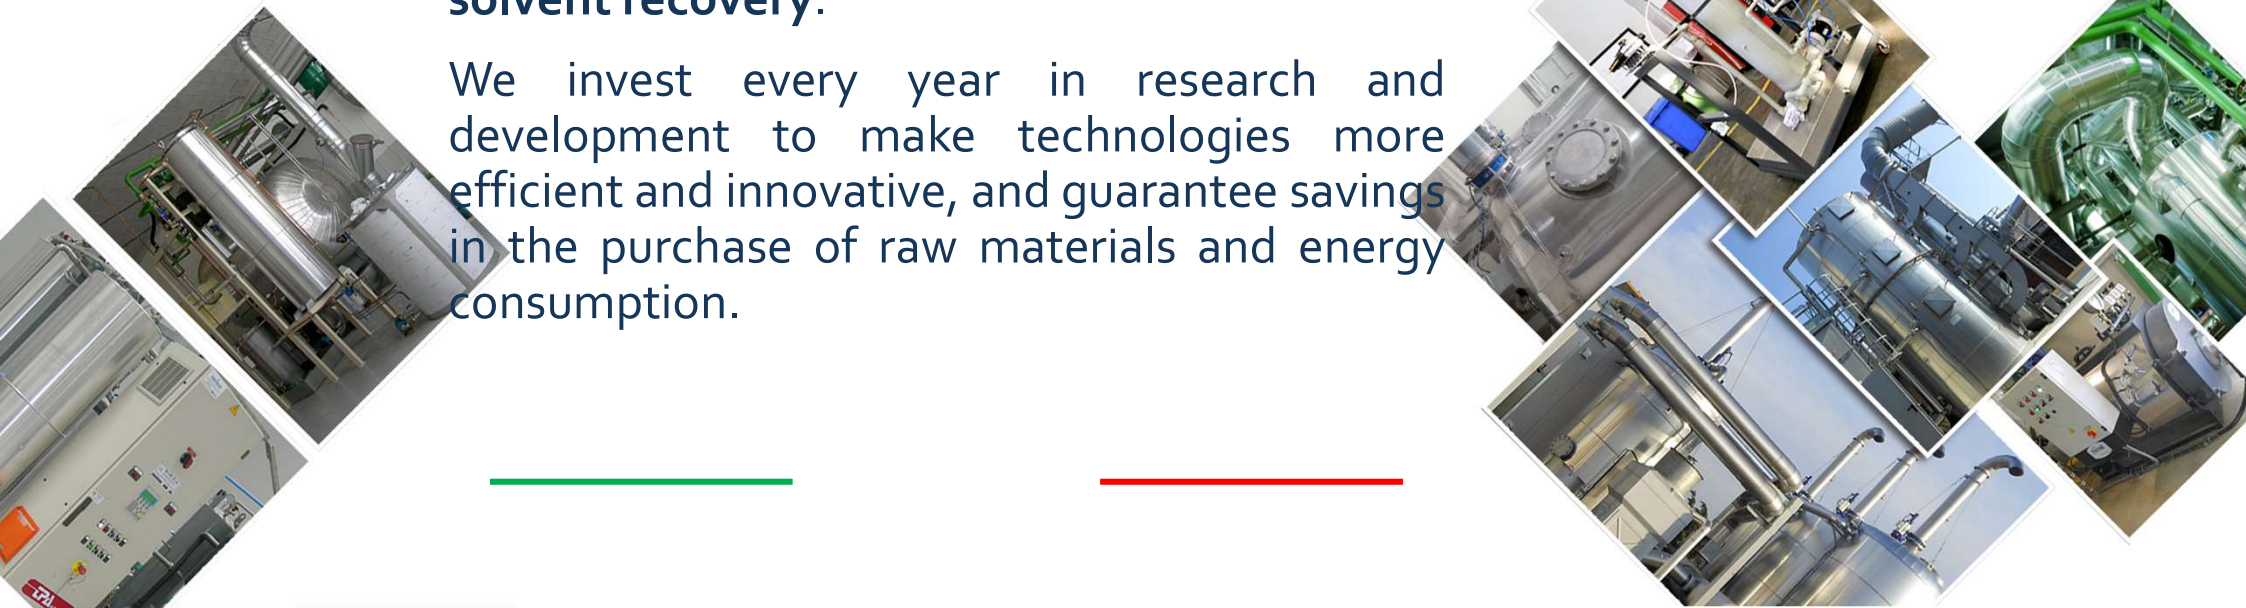 solvent recovery.
We invest every year in research and
development to make technologies more
efficient and innovative, and guarantee savings
in the purchase of raw materials and energy
consumption.